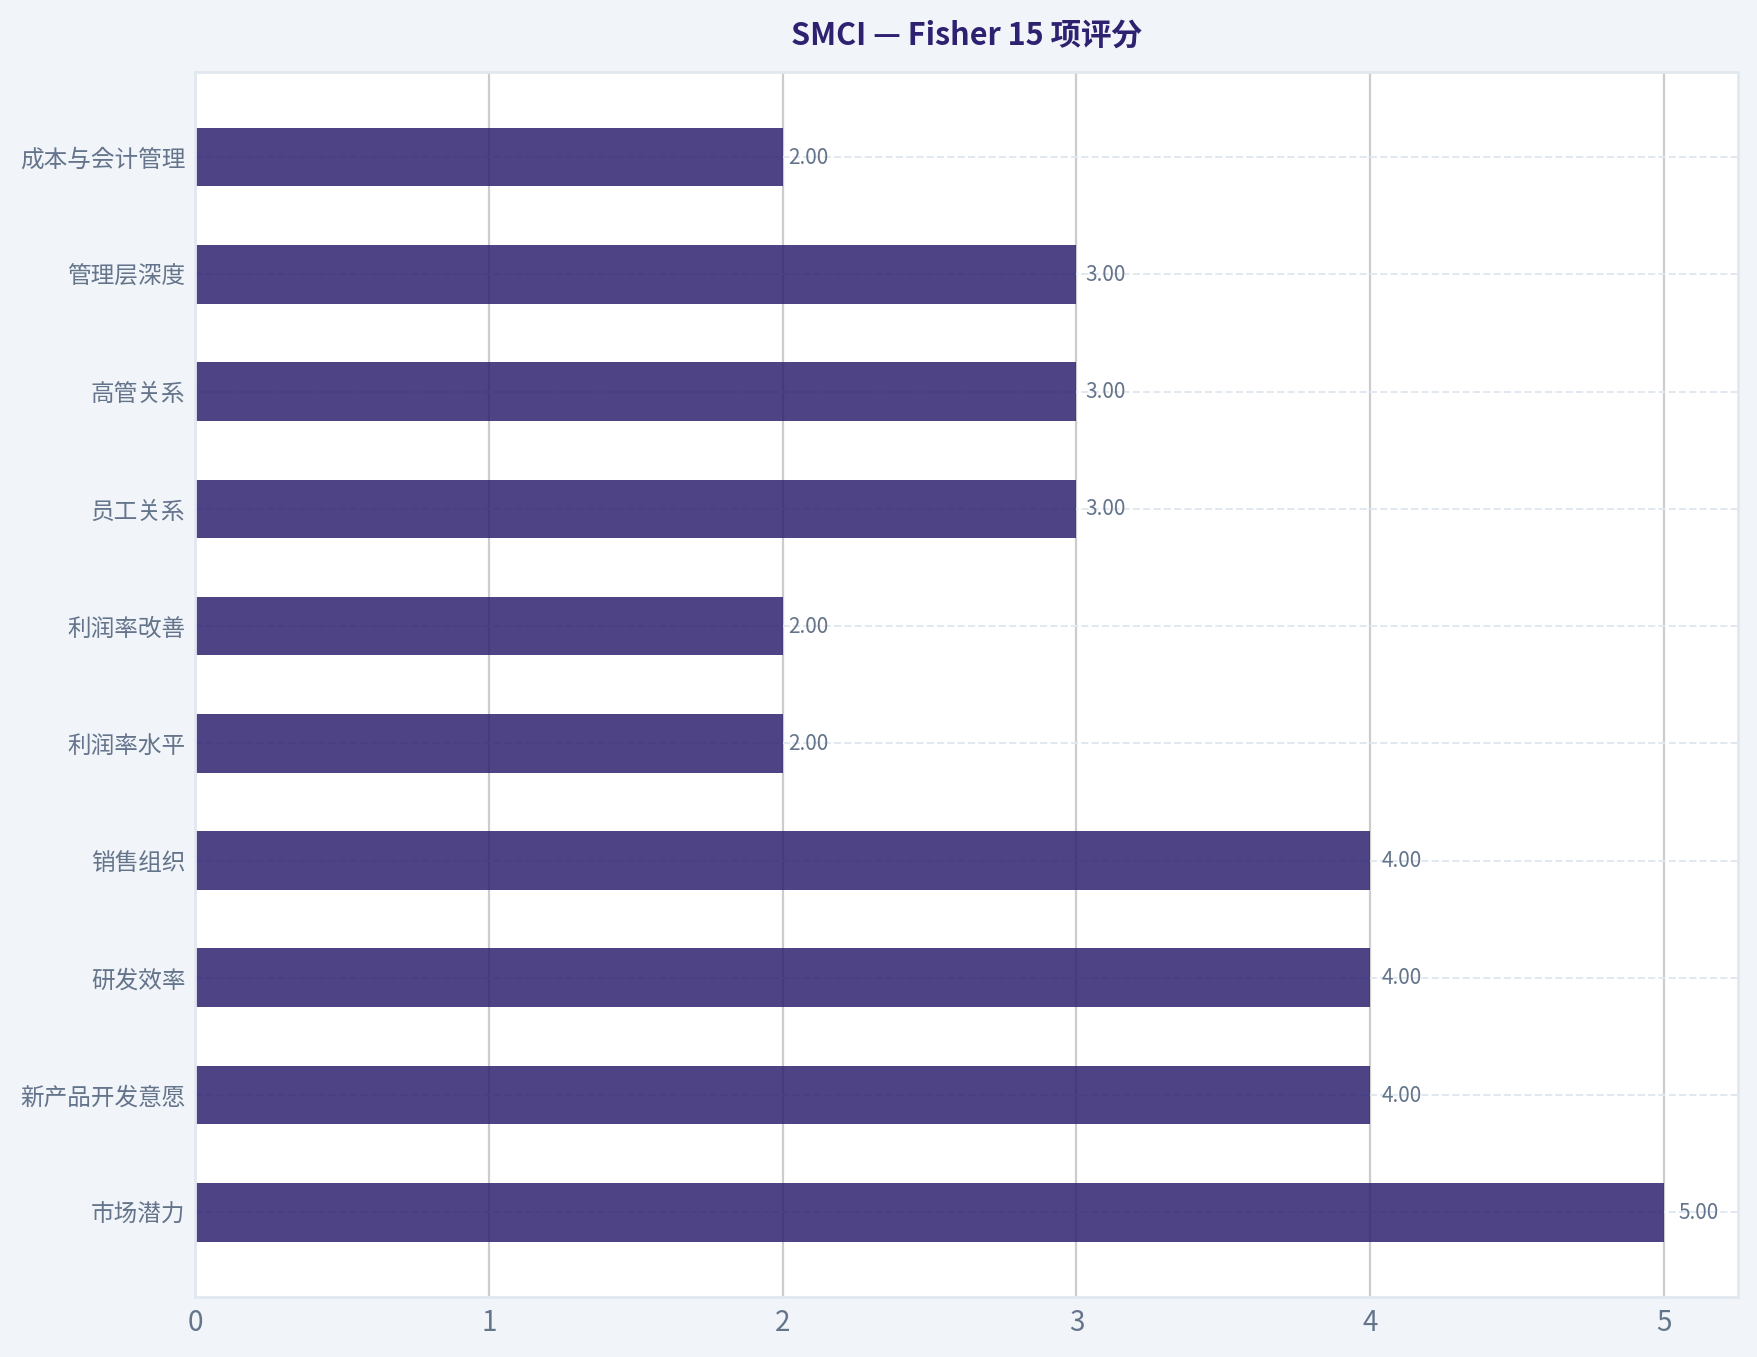 SMCI — Fisher 15 项评分
成本与会计管理
2.00
管理层深度
3.00
高管关系
3.00
员工关系
3.00
利润率改善
2.00
利润率水平
2.00
销售组织
4.00
研发效率
4.00
新产品开发意愿
4.00
市场潜力
5.00
0 1 2 3 4 5